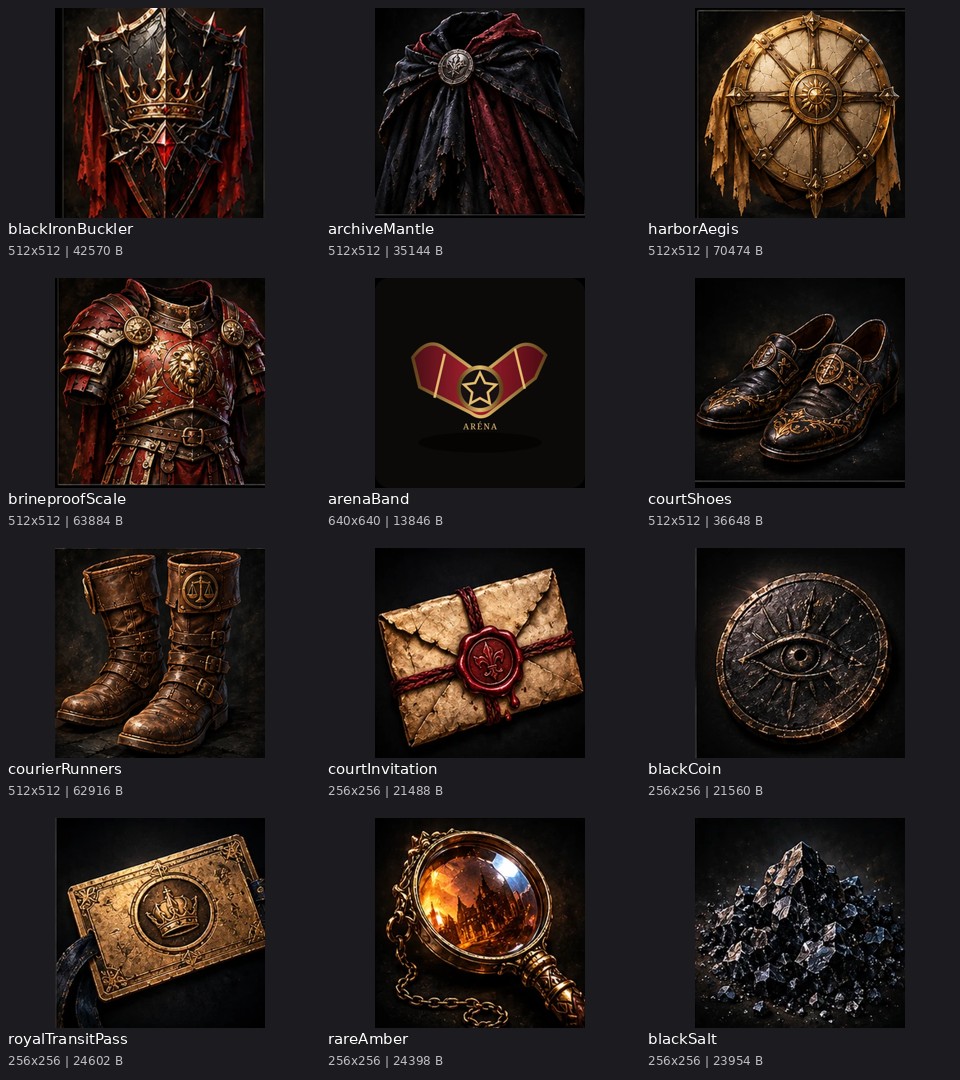 blackIronBuckler
512x512 | 42570 B
archiveMantle
512x512 | 35144 B
harborAegis
512x512 | 70474 B
brineproofScale
512x512 | 63884 B
ARÉNA
arenaBand
640x640 | 13846 B
courtShoes
512x512 | 36648 B
courierRunners
512x512 | 62916 B
courtInvitation
256x256 | 21488 B
blackCoin
256x256 | 21560 B
royalTransitPass
256x256 | 24602 B
rareAmber
256x256 | 24398 B
blackSalt
256x256 | 23954 B